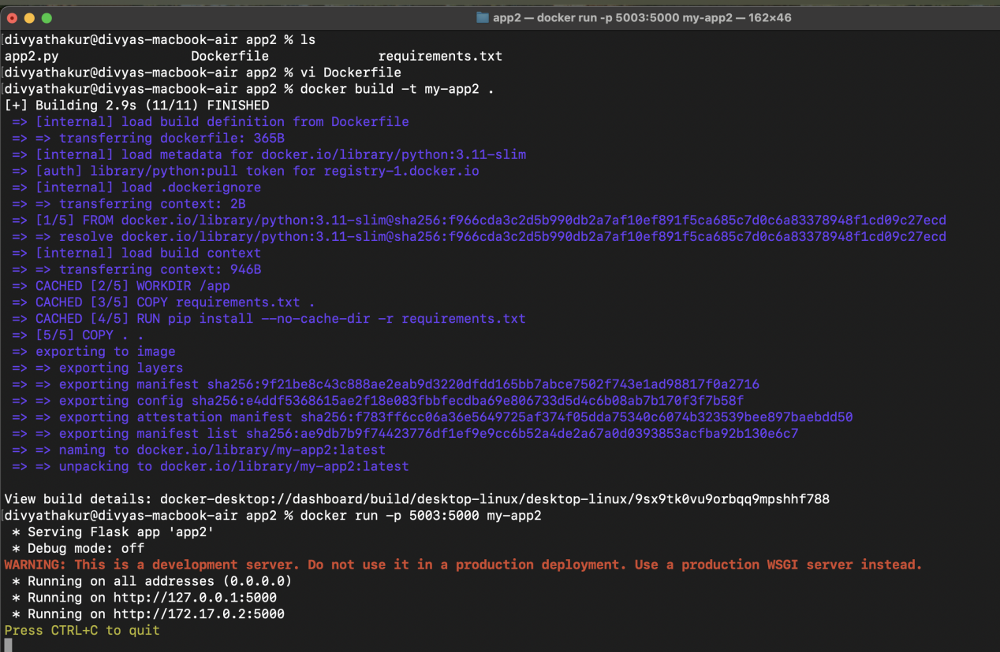 app2 — docker run -p 5003:5000 my-app2 — 162×46
[divyathakur@divyas-macbook-air app2 % ls
app2.py                 Dockerfile              requirements.txt
[divyathakur@divyas-macbook-air app2 % vi Dockerfile
[divyathakur@divyas-macbook-air app2 % docker build -t my-app2 .
[+] Building 2.9s (11/11) FINISHED
 => [internal] load build definition from Dockerfile
 => => transferring dockerfile: 365B
 => [internal] load metadata for docker.io/library/python:3.11-slim
 => [auth] library/python:pull token for registry-1.docker.io
 => [internal] load .dockerignore
 => => transferring context: 2B
 => [1/5] FROM docker.io/library/python:3.11-slim@sha256:f966cda3c2d5b990db2a7af10ef891f5ca685c7d0c6a83378948f1cd09c27ecd
 => => resolve docker.io/library/python:3.11-slim@sha256:f966cda3c2d5b990db2a7af10ef891f5ca685c7d0c6a83378948f1cd09c27ecd
 => [internal] load build context
 => => transferring context: 946B
 => CACHED [2/5] WORKDIR /app
 => CACHED [3/5] COPY requirements.txt .
 => CACHED [4/5] RUN pip install --no-cache-dir -r requirements.txt
 => [5/5] COPY . .
 => exporting to image
 => => exporting layers
 => => exporting manifest sha256:9f21be8c43c888ae2eab9d3220dfdd165bb7abce7502f743e1ad98817f0a2716
 => => exporting config sha256:e4ddf5368615ae2f18e083fbbfecdba69e806733d5d4c6b08ab7b170f3f7b58f
 => => exporting attestation manifest sha256:f783ff6cc06a36e5649725af374f05dda75340c6074b323539bee897baebdd50
 => => exporting manifest list sha256:ae9db7b9f74423776df1ef9e9cc6b52a4de2a67a0d0393853acfba92b130e6c7
 => => naming to docker.io/library/my-app2:latest
 => => unpacking to docker.io/library/my-app2:latest
View build details: docker-desktop://dashboard/build/desktop-linux/desktop-linux/9sx9tk0vu9orbqq9mpshhf788
[divyathakur@divyas-macbook-air app2 % docker run -p 5003:5000 my-app2
 * Serving Flask app 'app2'
 * Debug mode: off
WARNING: This is a development server. Do not use it in a production deployment. Use a production WSGI server instead.
 * Running on all addresses (0.0.0.0)
 * Running on http://127.0.0.1:5000
 * Running on http://172.17.0.2:5000
Press CTRL+C to quit